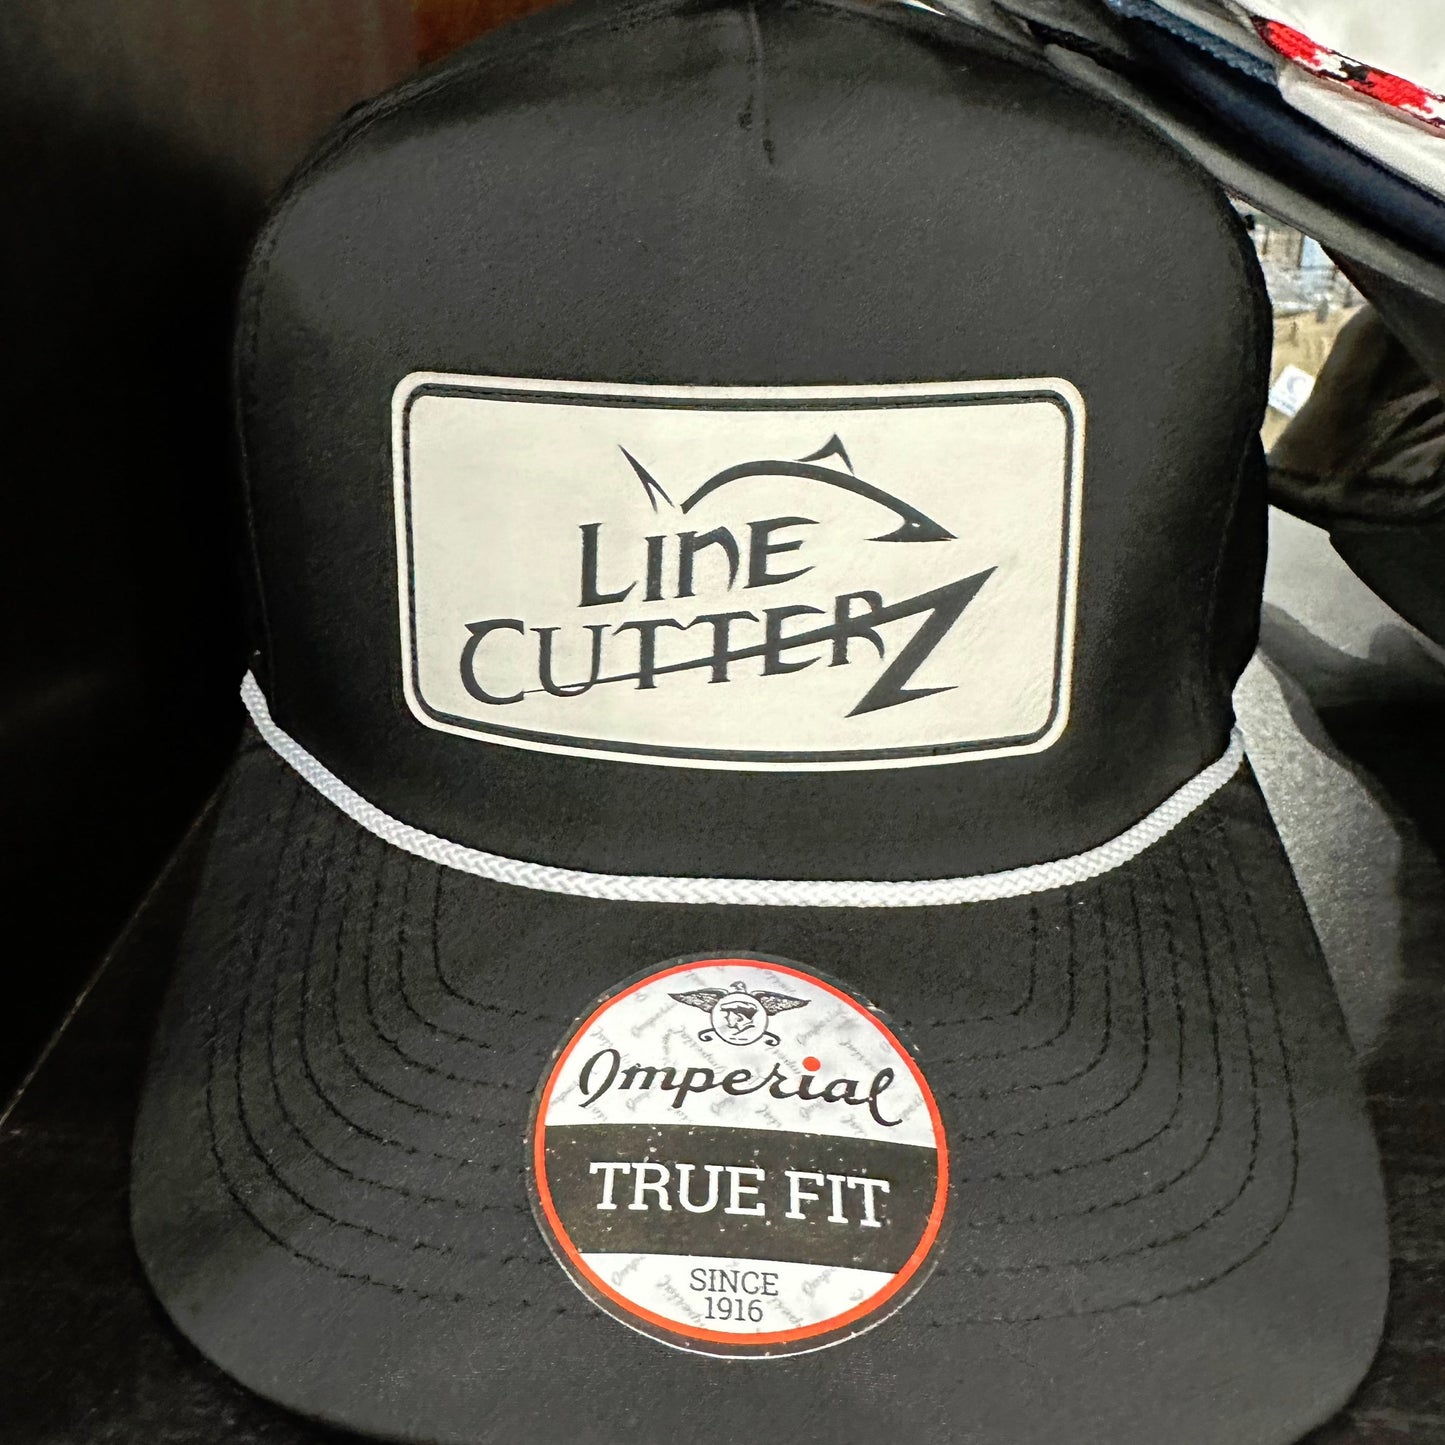 LINE
CUTTERZ
Imperial
TRUE FIT
SINCE
1916